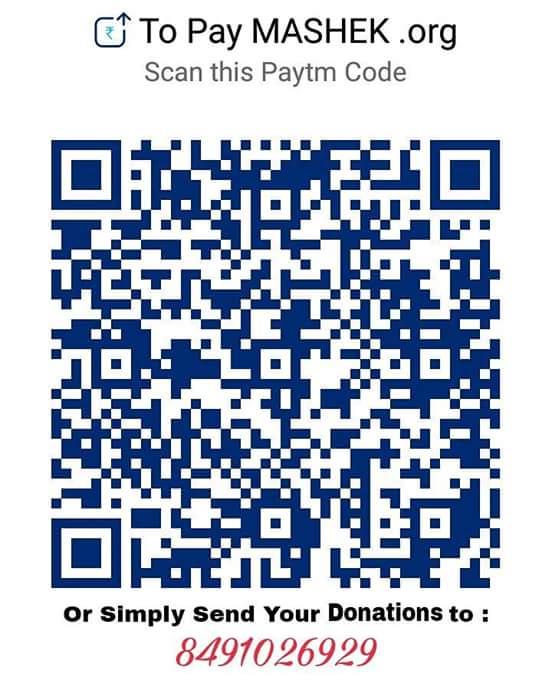 ₹ To Pay MASHEK .org
Scan this Paytm Code
Or Simply Send Your Donations to :
8491026929